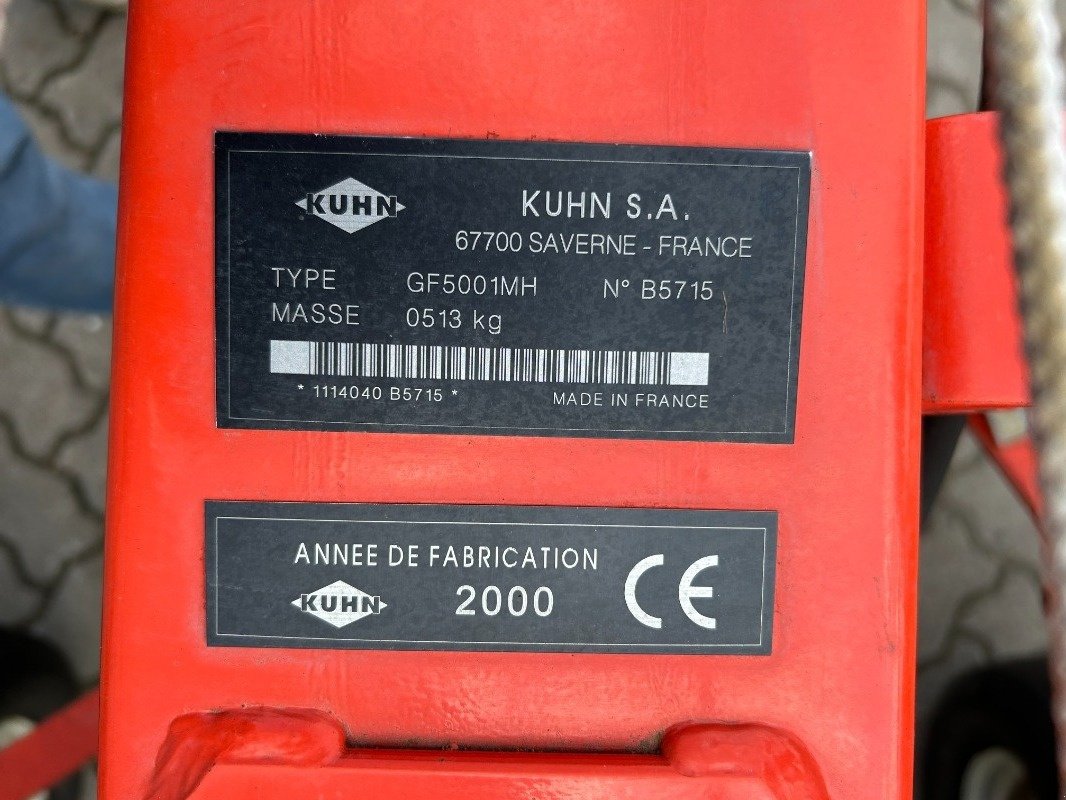 KUHN
KUHN S.A.
67700 SAVERNE - FRANCE
TYPE GF5001MH N° B5715
MASSE 0513 kg
* 1114040 B5715 * MADE IN FRANCE
ANNEE DE FABRICATION
KUHN 2000 CE